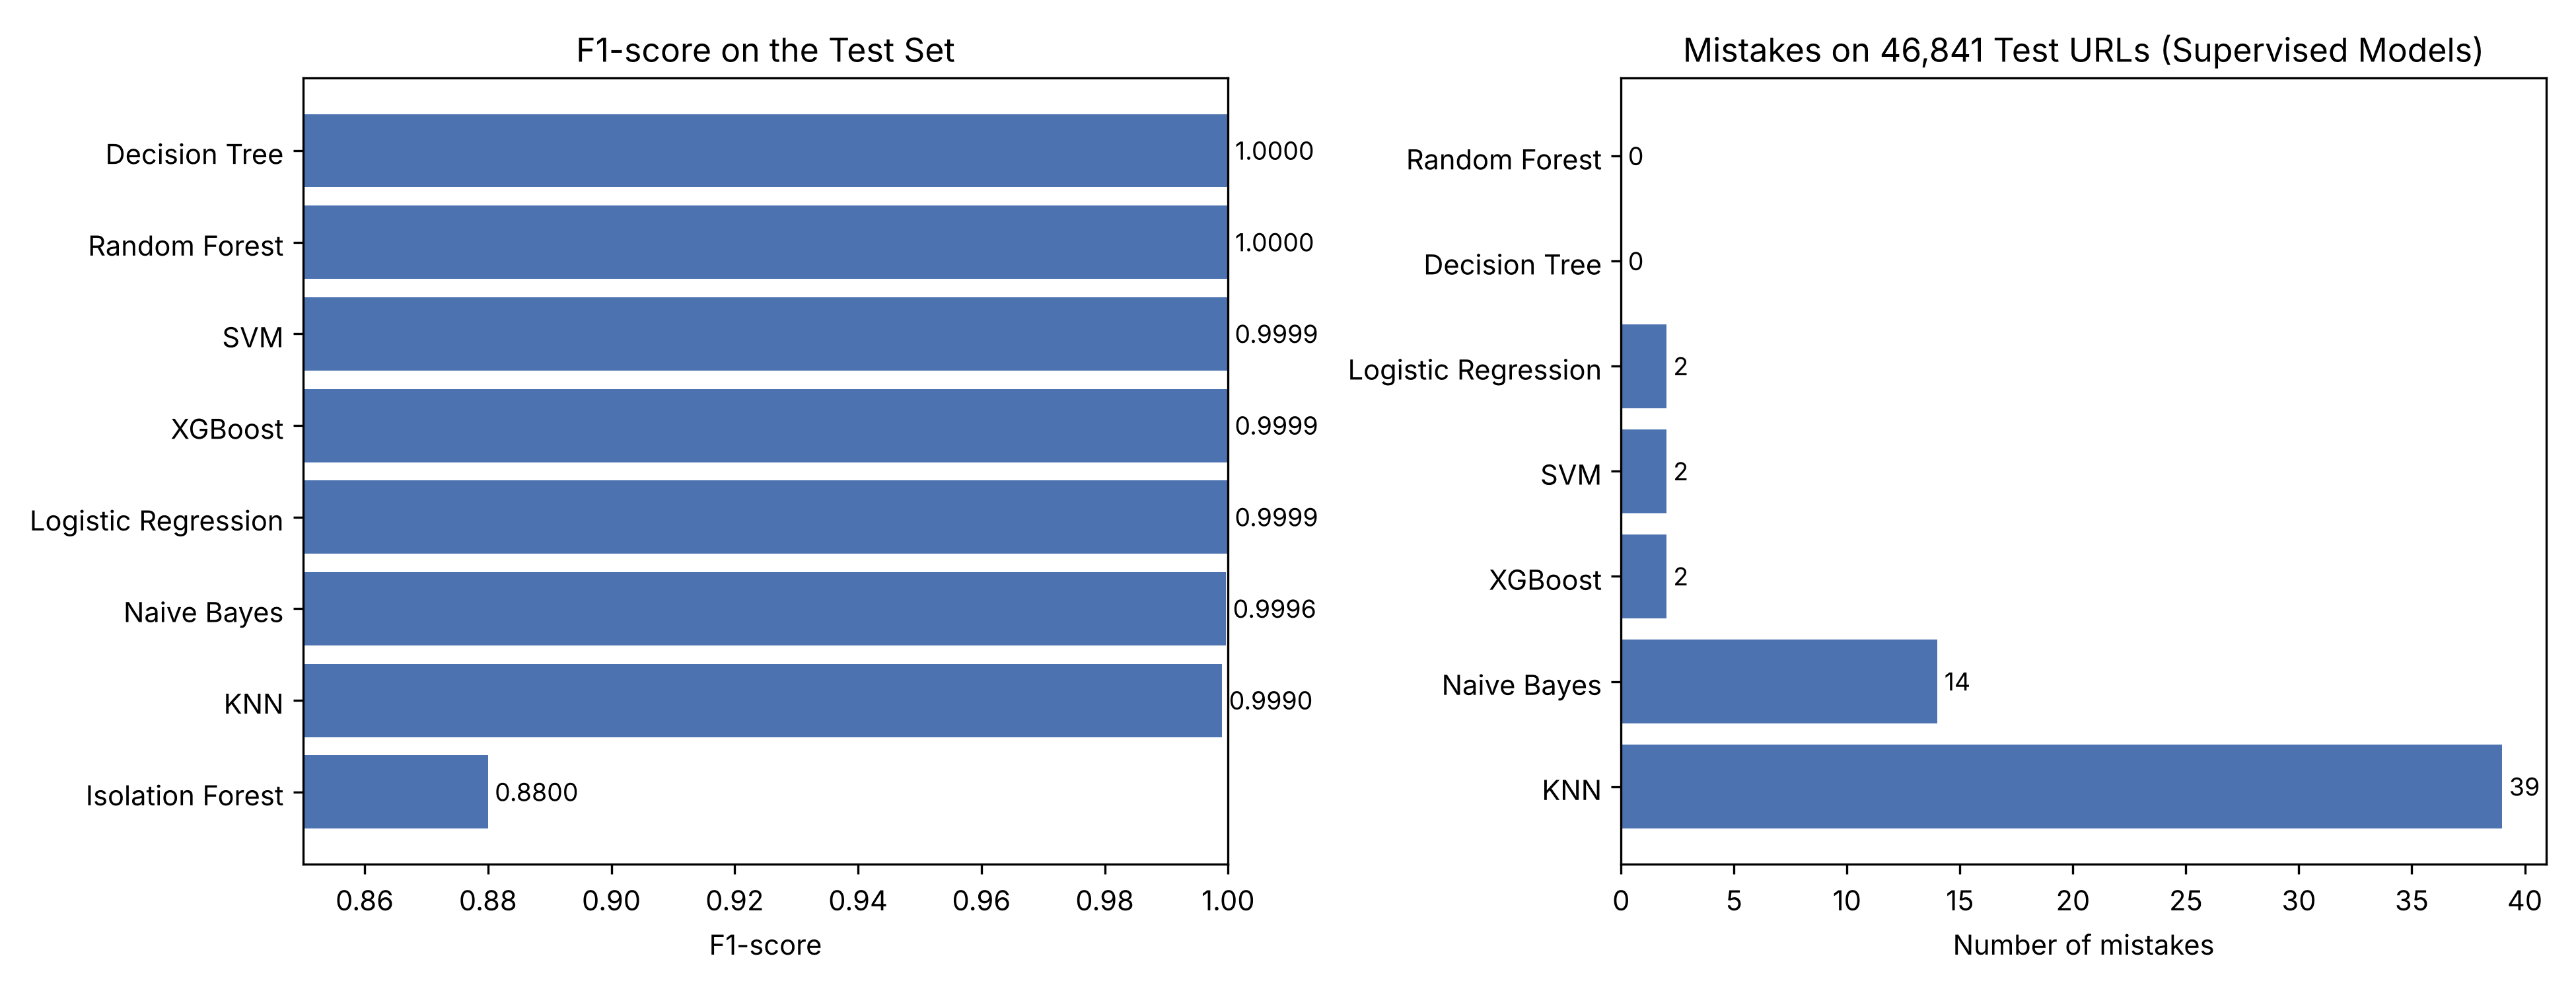 F1-score on the Test Set
Decision Tree 1.0000
Random Forest 1.0000
SVM 0.9999
XGBoost 0.9999
Logistic Regression 0.9999
Naive Bayes 0.9996
KNN 0.9990
Isolation Forest 0.8800
0.86 0.88 0.90 0.92 0.94 0.96 0.98 1.00
F1-score
Mistakes on 46,841 Test URLs (Supervised Models)
Random Forest 0
Decision Tree 0
Logistic Regression 2
SVM 2
XGBoost 2
Naive Bayes 14
KNN 39
0 5 10 15 20 25 30 35 40
Number of mistakes